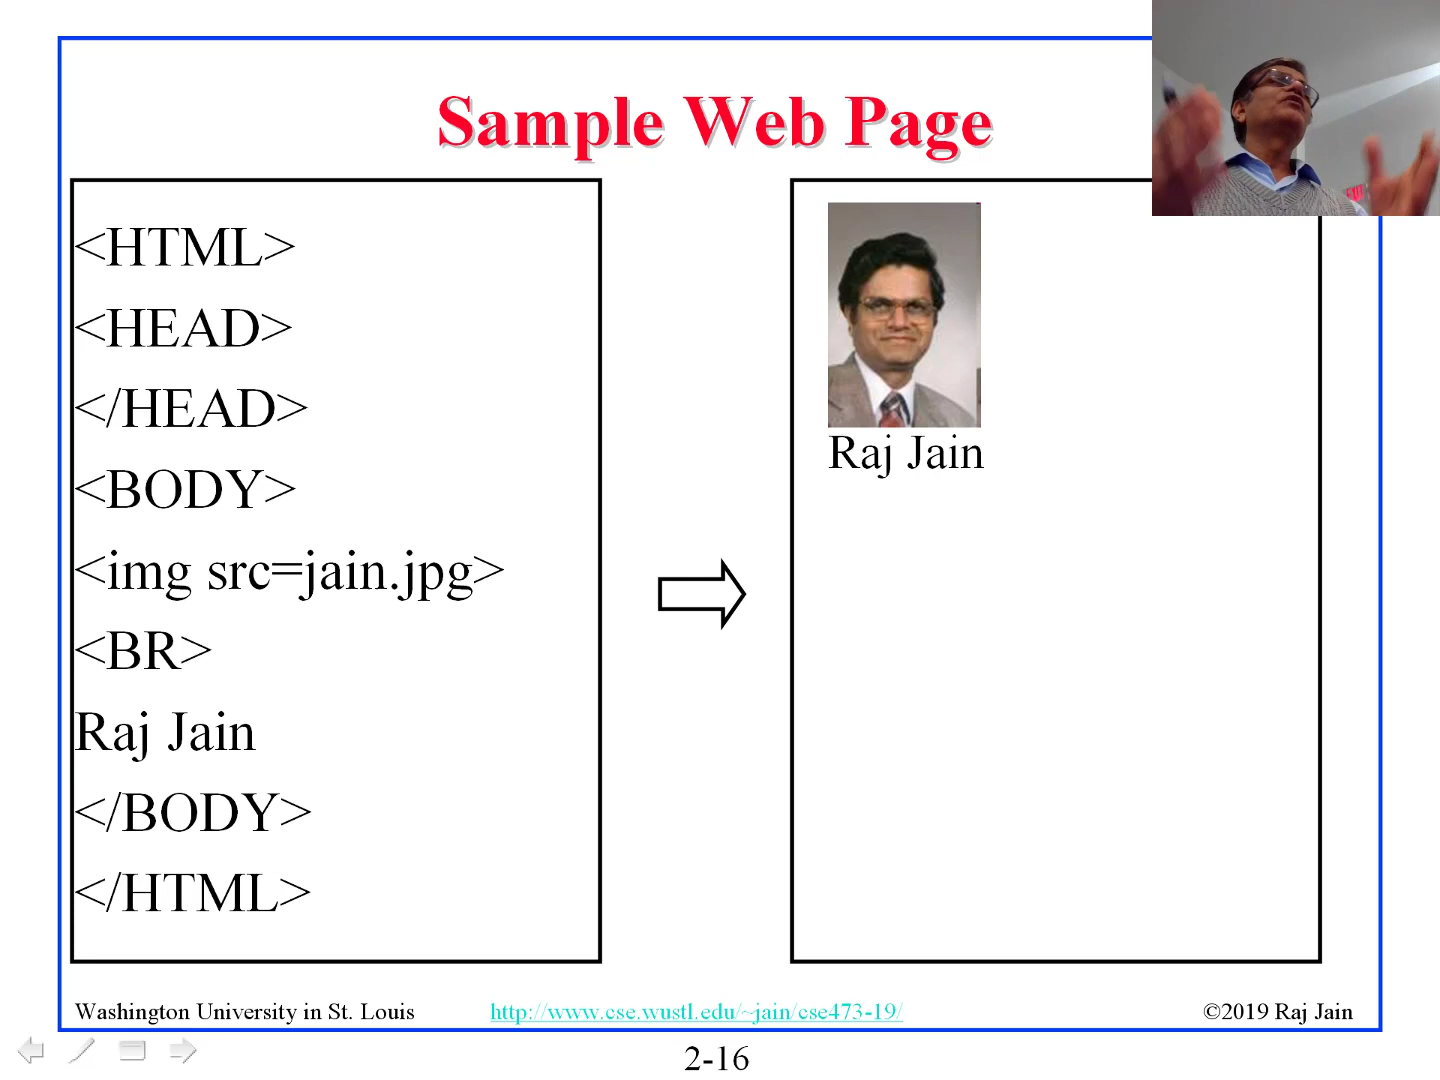 Sample Web Page
<HTML>
<HEAD>
</HEAD>
<BODY>
<img src=jain.jpg>
<BR>
Raj Jain
</BODY>
</HTML>
Raj Jain
Washington University in St. Louis
http://www.cse.wustl.edu/~jain/cse473-19/
©2019 Raj Jain
2-16